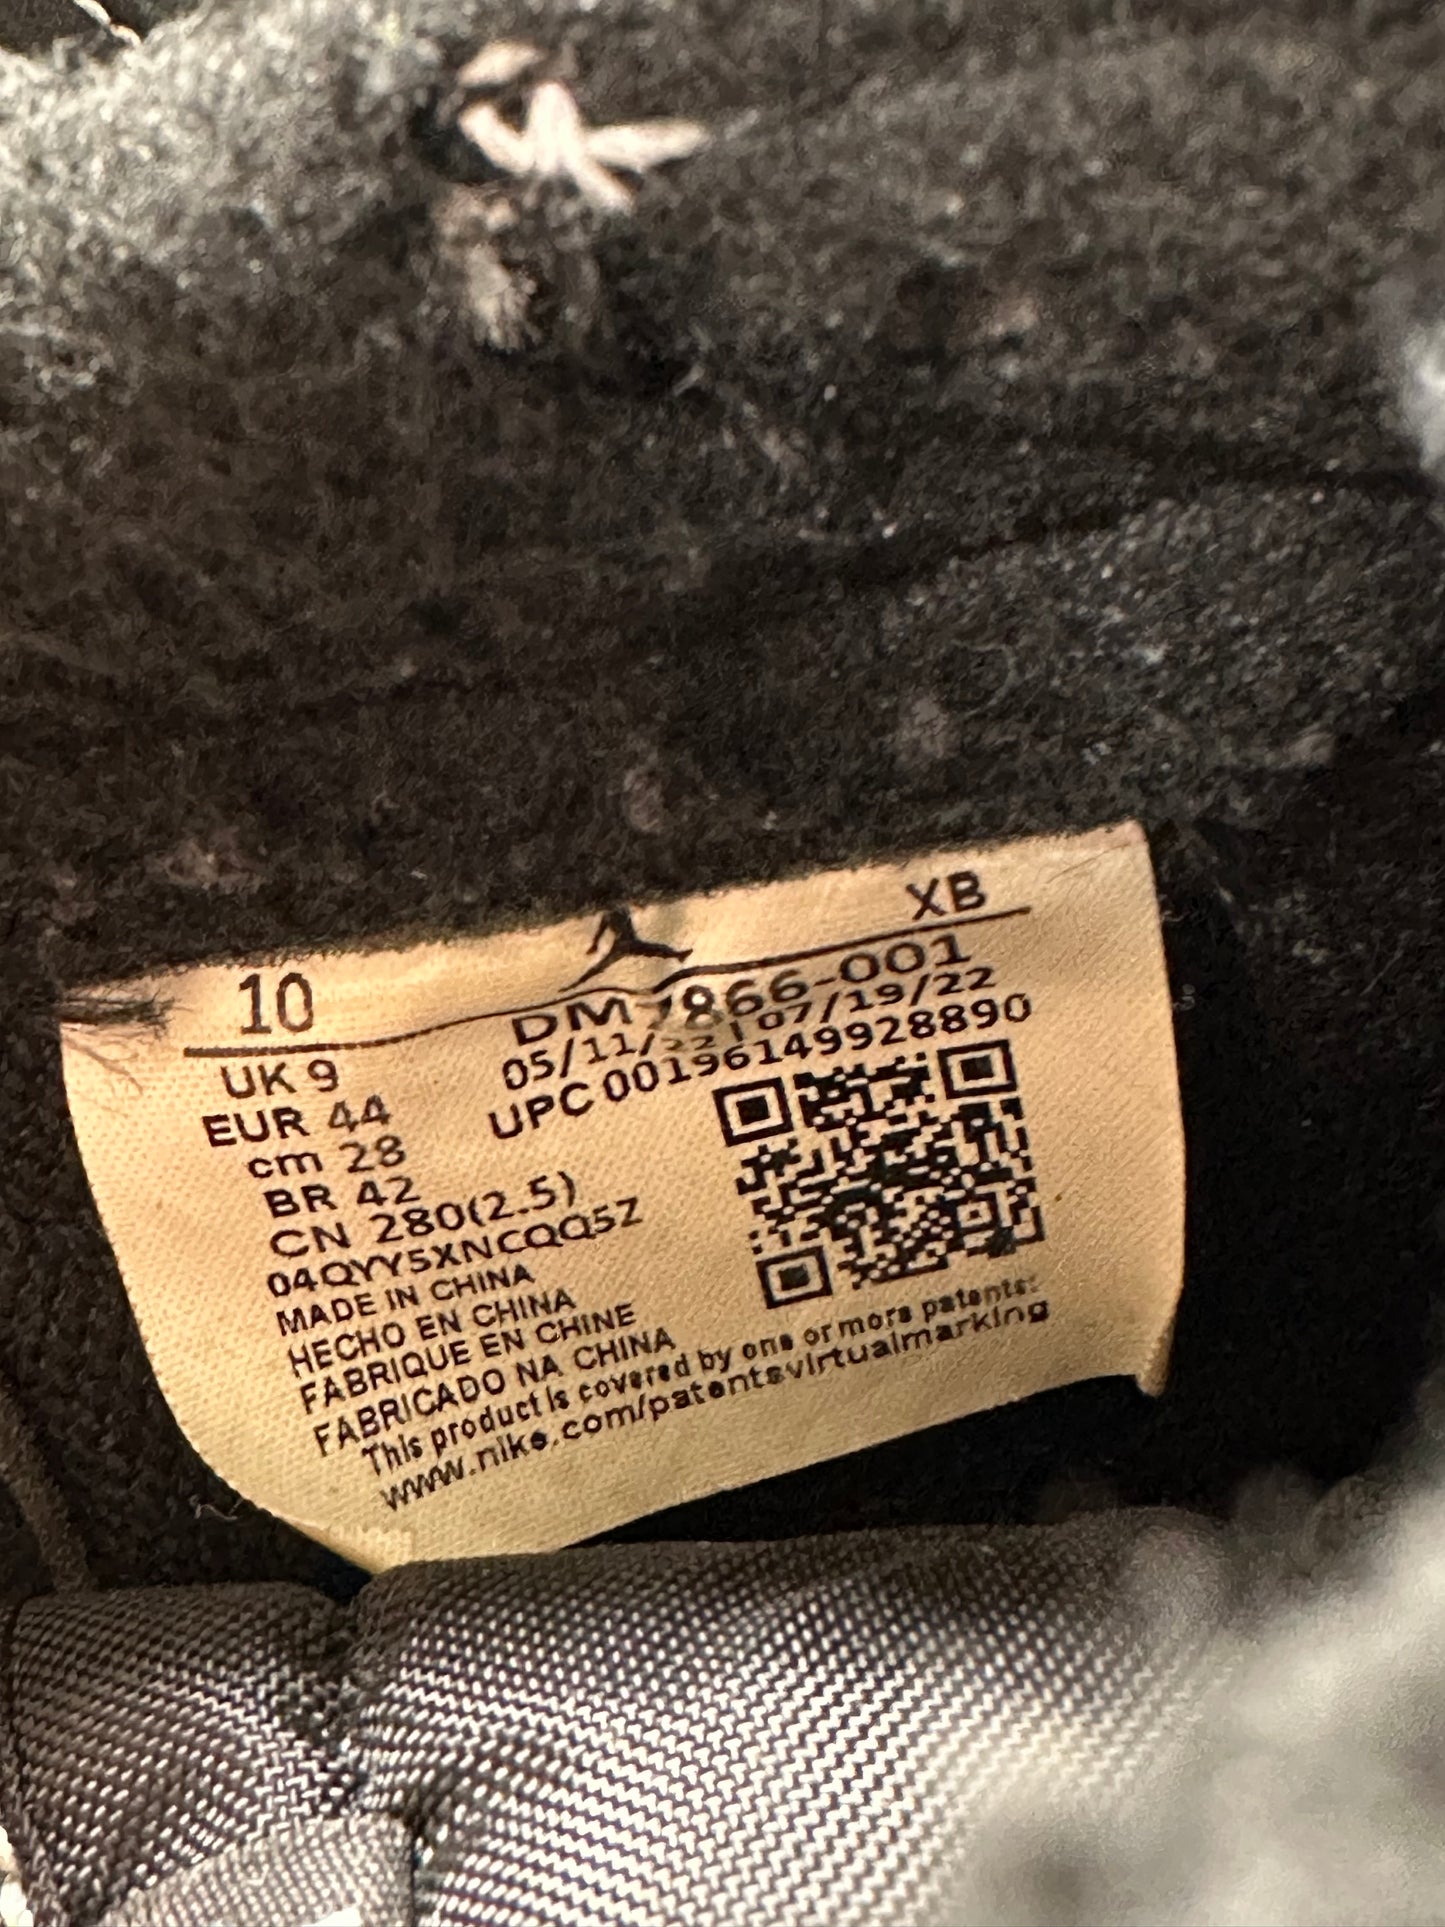 10 XB
UK 9
EUR 44
cm 28
BR 42
CN 280(2.5)
04QYY5XNCQQ5Z
MADE IN CHINA
HECHO EN CHINA
FABRIQUE EN CHINE
FABRICADO NA CHINA
DM7866-001
05/11/22 | 07/19/22
UPC 00196149928890
This product is covered by one or more patents:
www.nike.com/patentsvirtualmarking